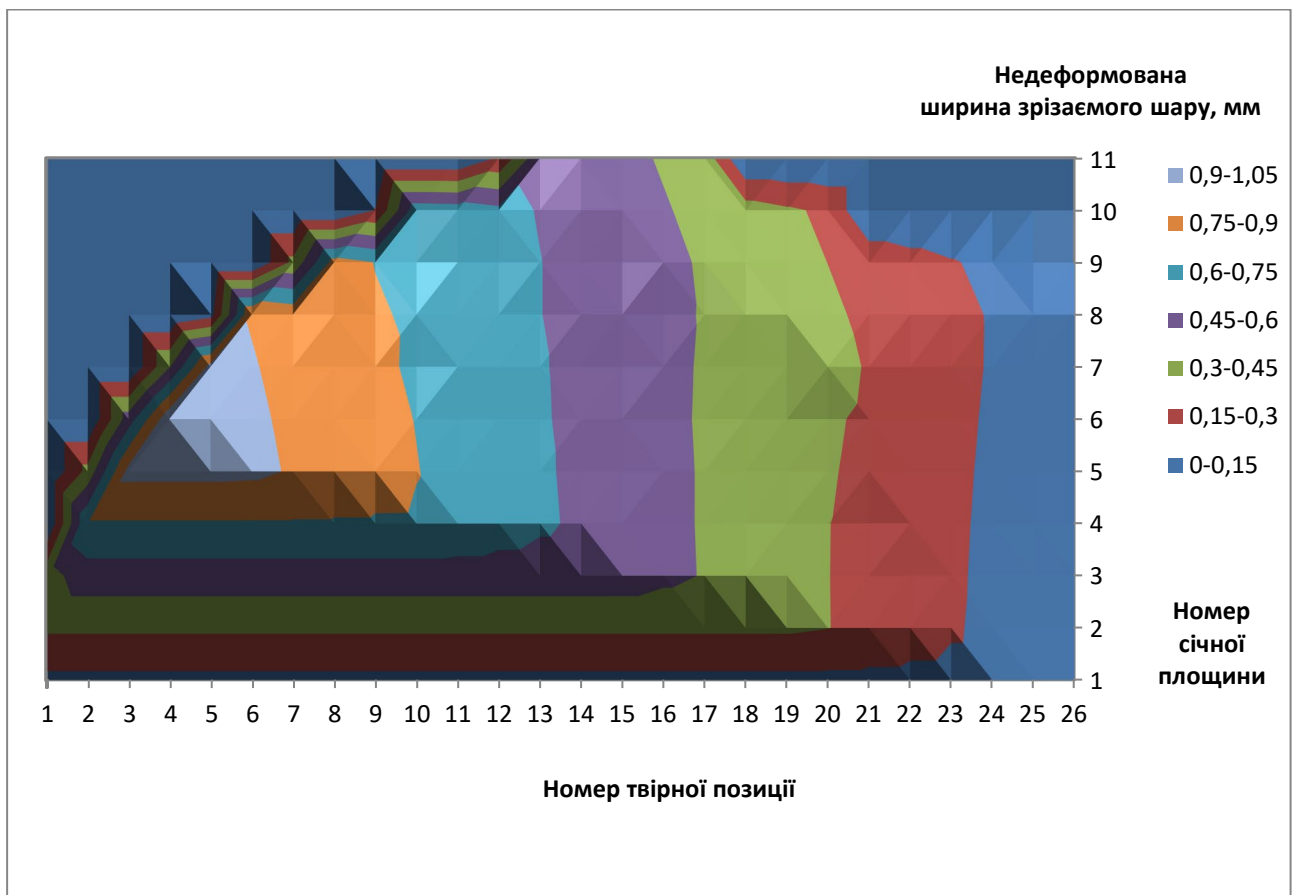 Недеформована
ширина зрізаємого шару, мм
11
10
9
8
7
6
5
4
3
2
1
0,9-1,05
0,75-0,9
0,6-0,75
0,45-0,6
0,3-0,45
0,15-0,3
0-0,15
Номер
січної
площини
1 2 3 4 5 6 7 8 9 10 11 12 13 14 15 16 17 18 19 20 21 22 23 24 25 26
Номер твірної позиції